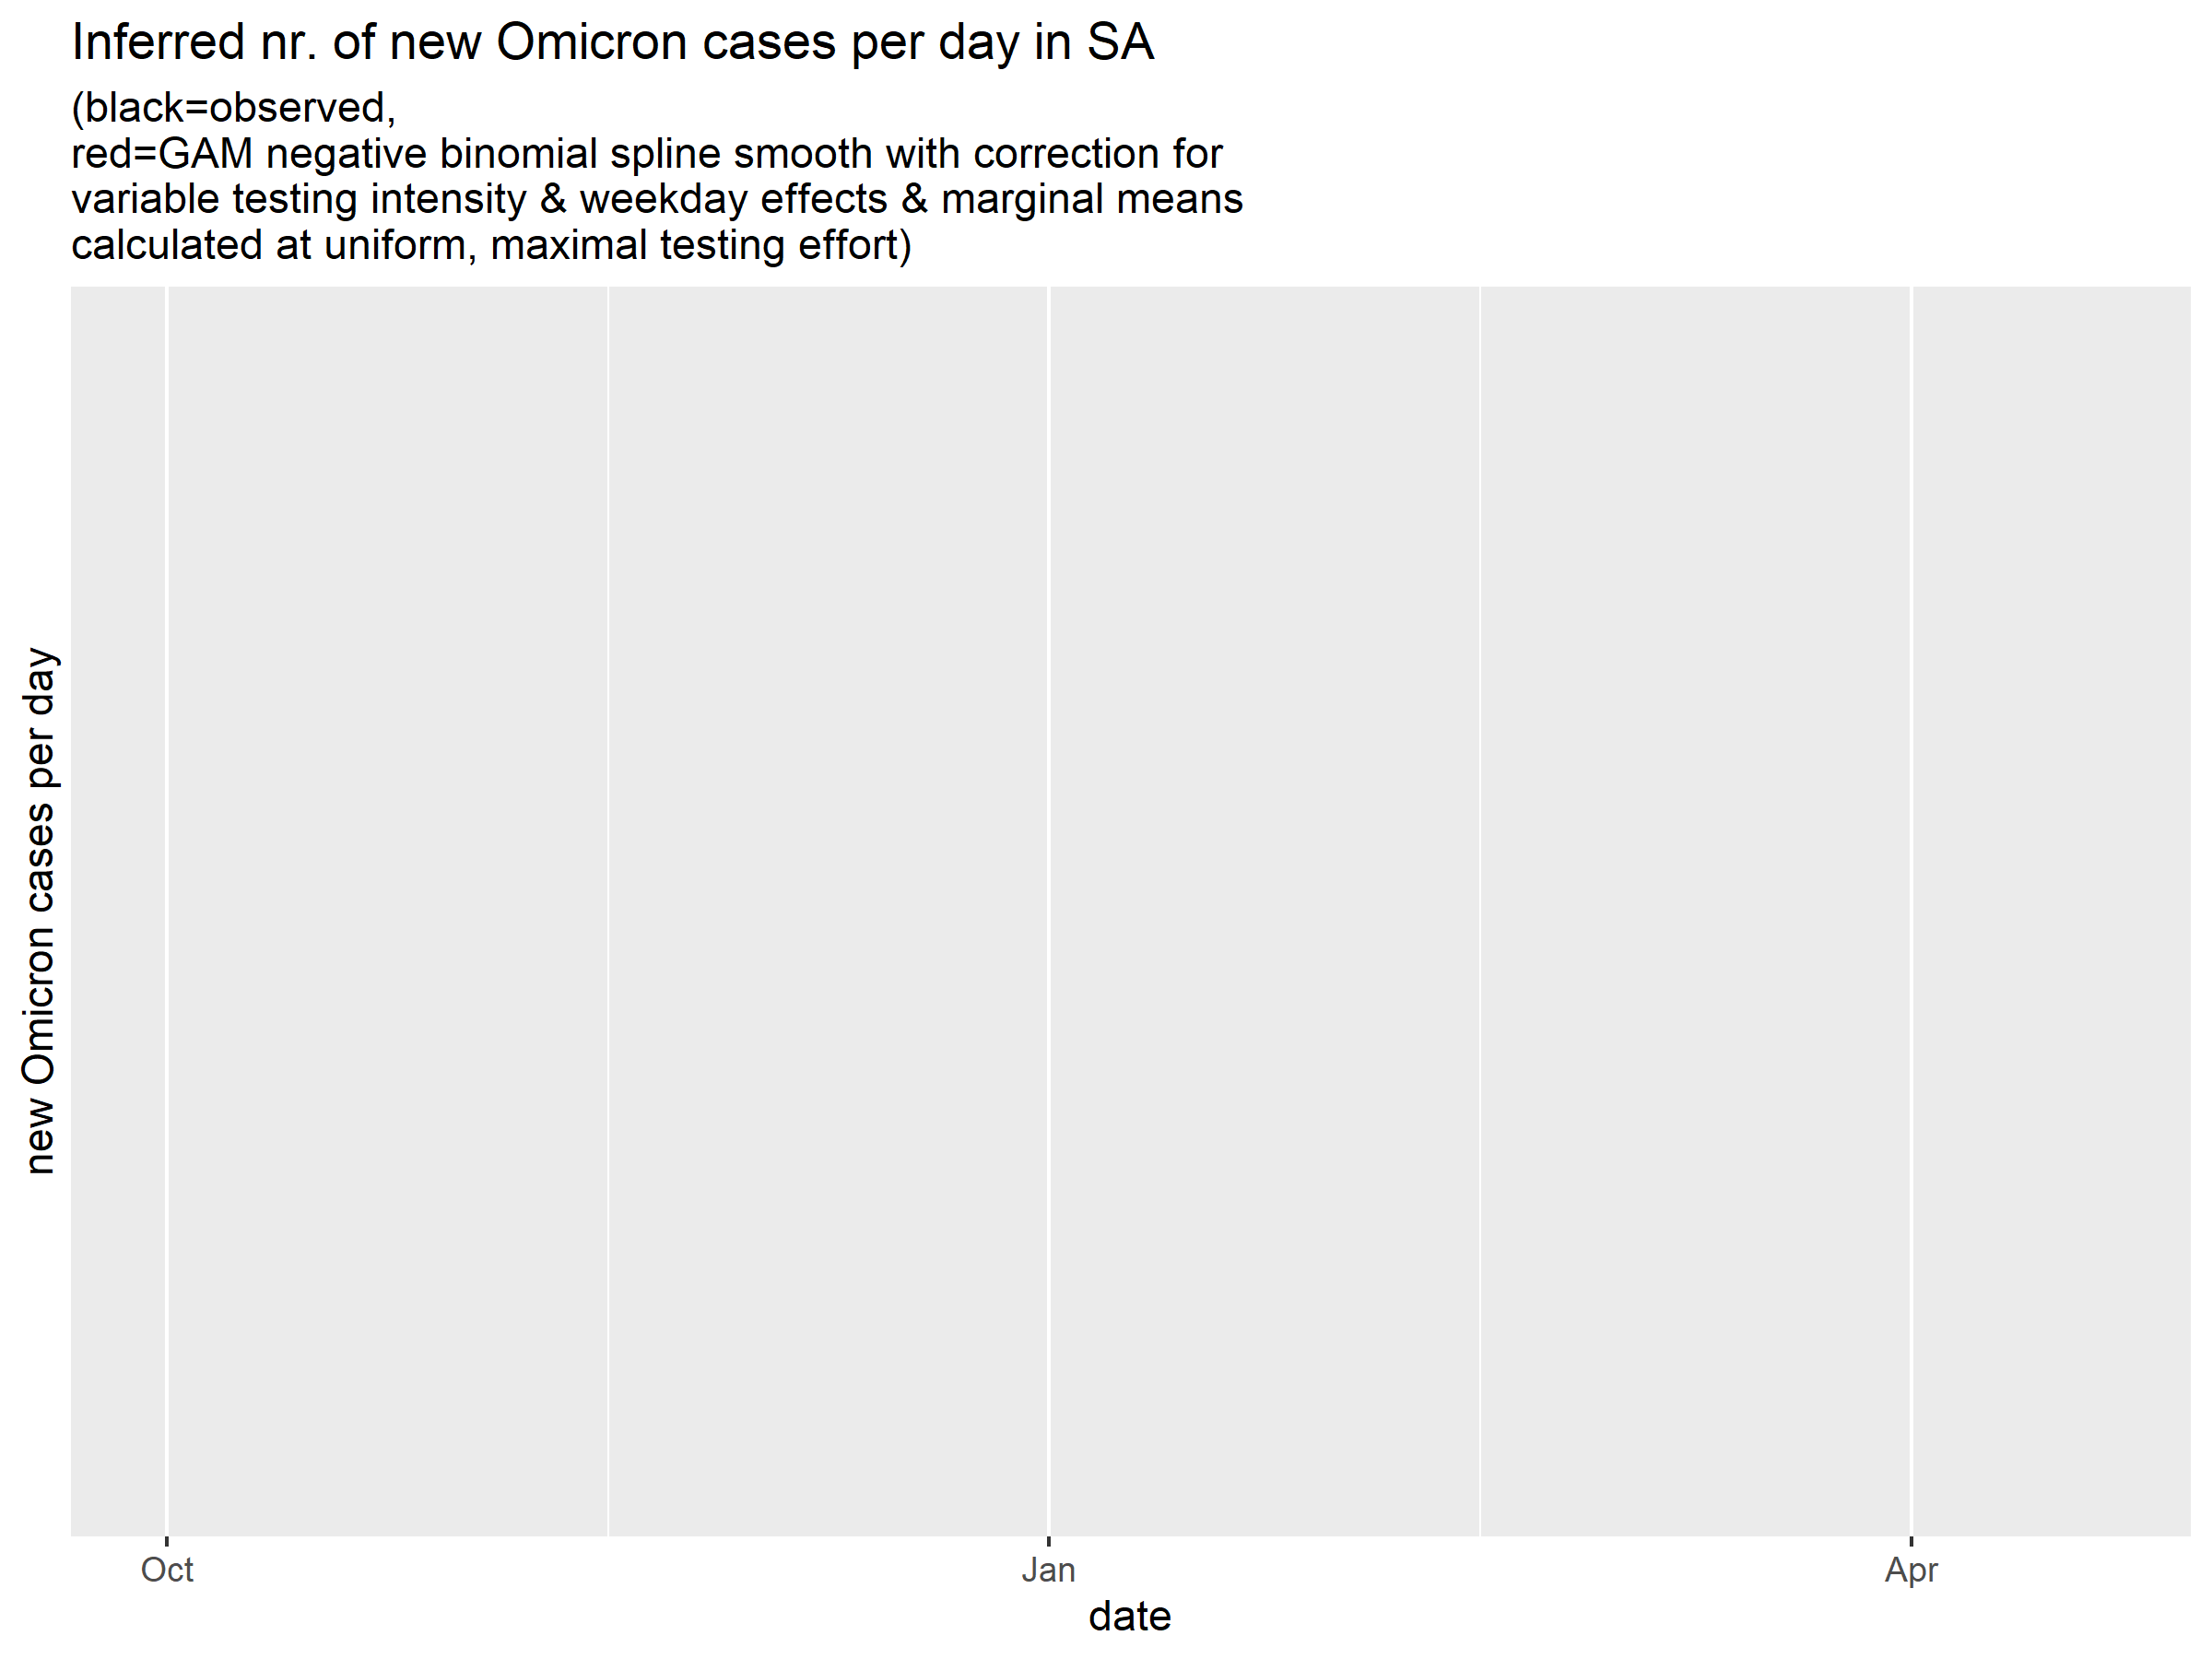 Inferred nr. of new Omicron cases per day in SA
(black=observed,
red=GAM negative binomial spline smooth with correction for
variable testing intensity & weekday effects & marginal means
calculated at uniform, maximal testing effort)
new Omicron cases per day
Oct
Jan
Apr
date